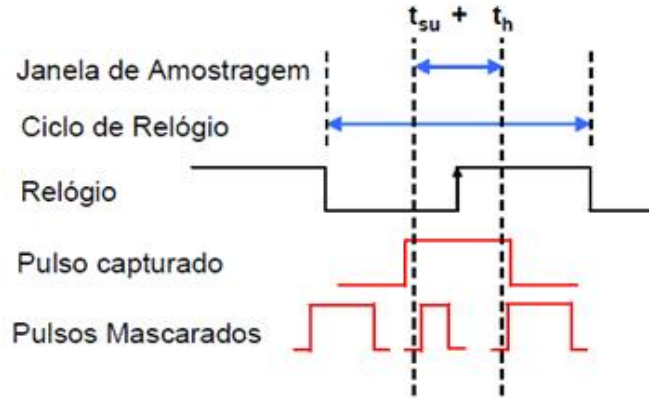 tsu + th
Janela de Amostragem
Ciclo de Relógio
Relógio
Pulso capturado
Pulsos Mascarados